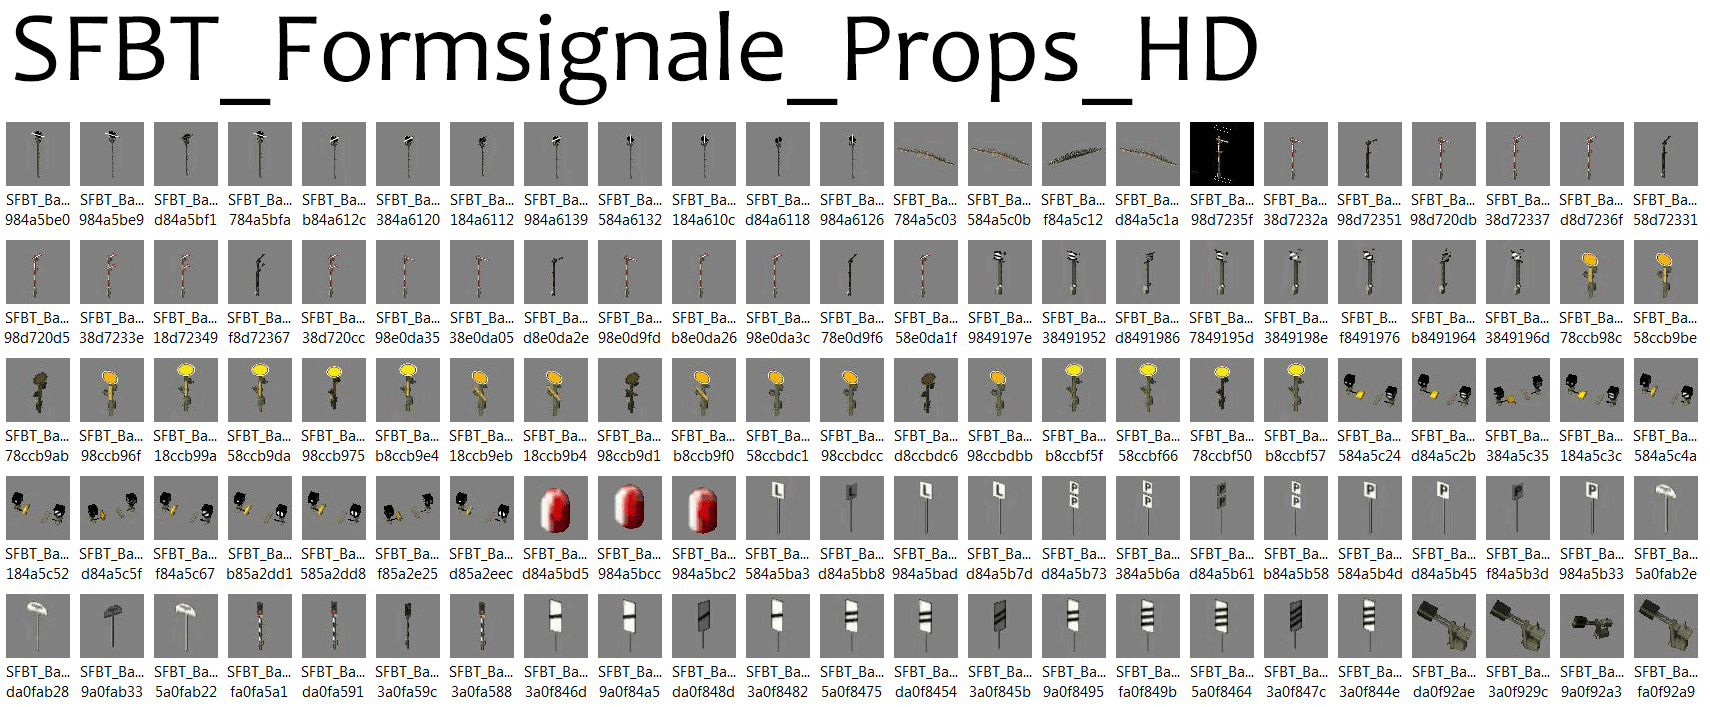 SFBT_Formsignale_Props_HD
SFBT_Ba... SFBT_Ba... SFBT_Ba... SFBT_Ba... SFBT_Ba... SFBT_Ba... SFBT_Ba... SFBT_Ba... SFBT_Ba... SFBT_Ba... SFBT_Ba... SFBT_Ba... SFBT_Ba... SFBT_Ba... SFBT_Ba... SFBT_Ba... SFBT_Ba... SFBT_Ba... SFBT_Ba... SFBT_Ba... SFBT_Ba... SFBT_Ba... SFBT_Ba...
984a5be0 984a5be9 d84a5bf1 784a5bfa b84a612c 384a6120 184a6112 984a6139 584a6132 184a610c d84a6118 984a6126 784a5c03 584a5c0b f84a5c12 d84a5c1a 98d7235f 38d7232a 98d72351 98d720db 38d72337 d8d7236f 58d72331
SFBT_Ba... SFBT_Ba... SFBT_Ba... SFBT_Ba... SFBT_Ba... SFBT_Ba... SFBT_Ba... SFBT_Ba... SFBT_Ba... SFBT_Ba... SFBT_Ba... SFBT_Ba... SFBT_Ba... SFBT_Ba... SFBT_Ba... SFBT_Ba... SFBT_Ba... SFBT_Ba... SFBT_B... SFBT_Ba... SFBT_Ba... SFBT_Ba... SFBT_Ba...
98d720d5 38d7233e 18d72349 f8d72367 38d720cc 98e0da35 38e0da05 d8e0da2e 98e0d9fd b8e0da26 98e0da3c 78e0d9f6 58e0da1f 9849197e 38491952 d8491986 7849195d 3849198e f8491976 b8491964 3849196d 78ccb98c 58ccb9be
SFBT_Ba... SFBT_Ba... SFBT_Ba... SFBT_Ba... SFBT_Ba... SFBT_Ba... SFBT_Ba... SFBT_Ba... SFBT_Ba... SFBT_Ba... SFBT_Ba... SFBT_Ba... SFBT_Ba... SFBT_Ba... SFBT_Ba... SFBT_Ba... SFBT_Ba... SFBT_Ba... SFBT_Ba... SFBT_Ba... SFBT_Ba... SFBT_Ba... SFBT_Ba...
78ccb9ab 98ccb96f 18ccb99a 58ccb9da 98ccb975 b8ccb9e4 18ccb9eb 18ccb9b4 98ccb9d1 b8ccb9f0 58ccbdc1 98ccbdcc d8ccbdc6 98ccbdbb b8ccbf5f 58ccbf66 78ccbf50 b8ccbf57 584a5c24 d84a5c2b 384a5c35 184a5c3c 584a5c4a
L L L L P P P P P P P P P P P P
SFBT_Ba... SFBT_Ba... SFBT_Ba... SFBT_Ba... SFBT_Ba... SFBT_Ba... SFBT_Ba... SFBT_Ba... SFBT_Ba... SFBT_Ba... SFBT_Ba... SFBT_Ba... SFBT_Ba... SFBT_Ba... SFBT_Ba... SFBT_Ba... SFBT_Ba... SFBT_Ba... SFBT_Ba... SFBT_Ba... SFBT_Ba... SFBT_Ba... SFBT_Ba...
184a5c52 d84a5c5f f84a5c67 b85a2dd1 585a2dd8 f85a2e25 d85a2eec d84a5bd5 984a5bcc 984a5bc2 584a5ba3 d84a5bb8 984a5bad d84a5b7d d84a5b73 384a5b6a d84a5b61 b84a5b58 584a5b4d d84a5b45 f84a5b3d 984a5b33 5a0fab2e
SFBT_Ba... SFBT_Ba... SFBT_Ba... SFBT_Ba... SFBT_Ba... SFBT_Ba... SFBT_Ba... SFBT_Ba... SFBT_Ba... SFBT_Ba... SFBT_Ba... SFBT_Ba... SFBT_Ba... SFBT_Ba... SFBT_Ba... SFBT_Ba... SFBT_Ba... SFBT_Ba... SFBT_Ba... SFBT_Ba... SFBT_Ba... SFBT_Ba... SFBT_Ba...
da0fab28 9a0fab33 5a0fab22 fa0fa5a1 da0fa591 3a0fa59c 3a0fa588 3a0f846d 9a0f84a5 da0f848d 3a0f8482 5a0f8475 da0f8454 3a0f845b 9a0f8495 fa0f849b 5a0f8464 3a0f847c 3a0f844e da0f92ae 3a0f929c 9a0f92a3 fa0f92a9